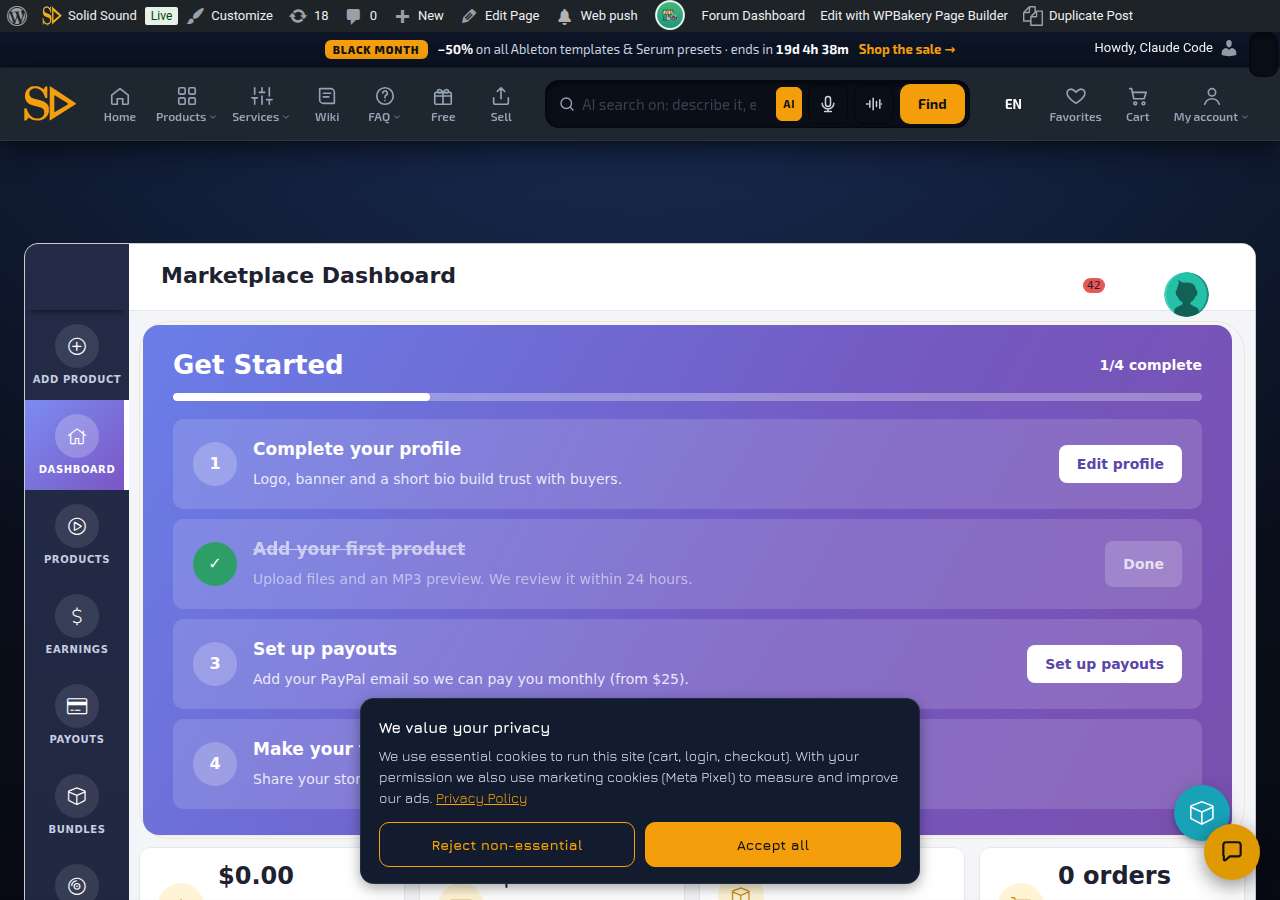 Solid Sound Live Customize 18 0 New Edit Page Web push Forum Dashboard Edit with WPBakery Page Builder Duplicate Post
BLACK MONTH −50% on all Ableton templates & Serum presets · ends in 19d 4h 38m Shop the sale →
Howdy, Claude Code
Home Products Services Wiki FAQ Free Sell
AI search on: describe it, e AI Find
EN Favorites Cart My account
Marketplace Dashboard
42
ADD PRODUCT
DASHBOARD
PRODUCTS
EARNINGS
PAYOUTS
BUNDLES
Get Started
1/4 complete
1
Complete your profile
Logo, banner and a short bio build trust with buyers.
Edit profile
✓
Add your first product
Upload files and an MP3 preview. We review it within 24 hours.
Done
3
Set up payouts
Add your PayPal email so we can pay you monthly (from $25).
Set up payouts
4
Make your
Share your
We value your privacy
We use essential cookies to run this site (cart, login, checkout). With your
permission we also use marketing cookies (Meta Pixel) to measure and improve
our ads. Privacy Policy
Reject non-essential
Accept all
$0.00
0 orders